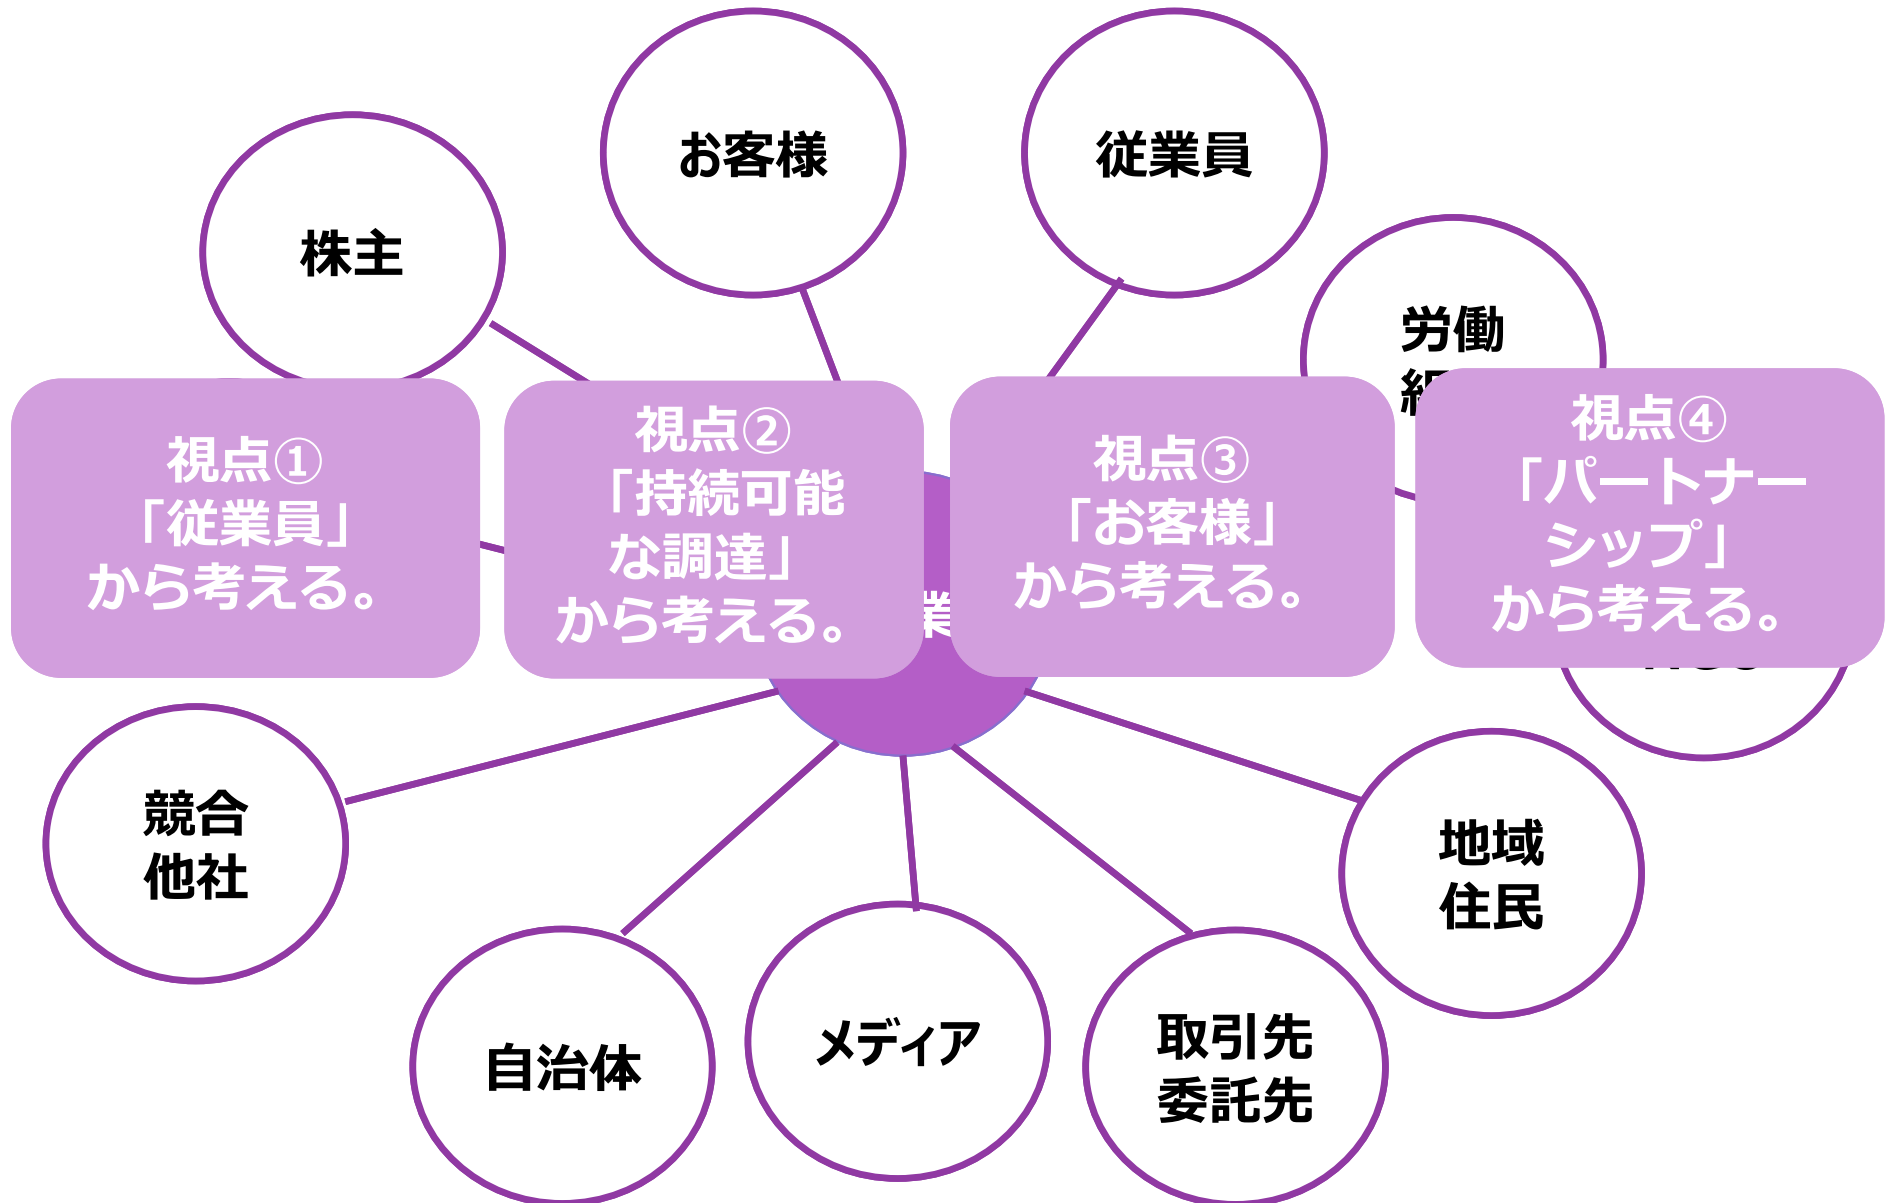 お客様
従業員
株主
労働
視点①
「従業員」
から考える。
視点②
「持続可能
な調達」
から考える。
視点③
「お客様」
から考える。
視点④
「パートナー
シップ」
から考える。
業
競合
他社
地域
住民
自治体
メディア
取引先
委託先